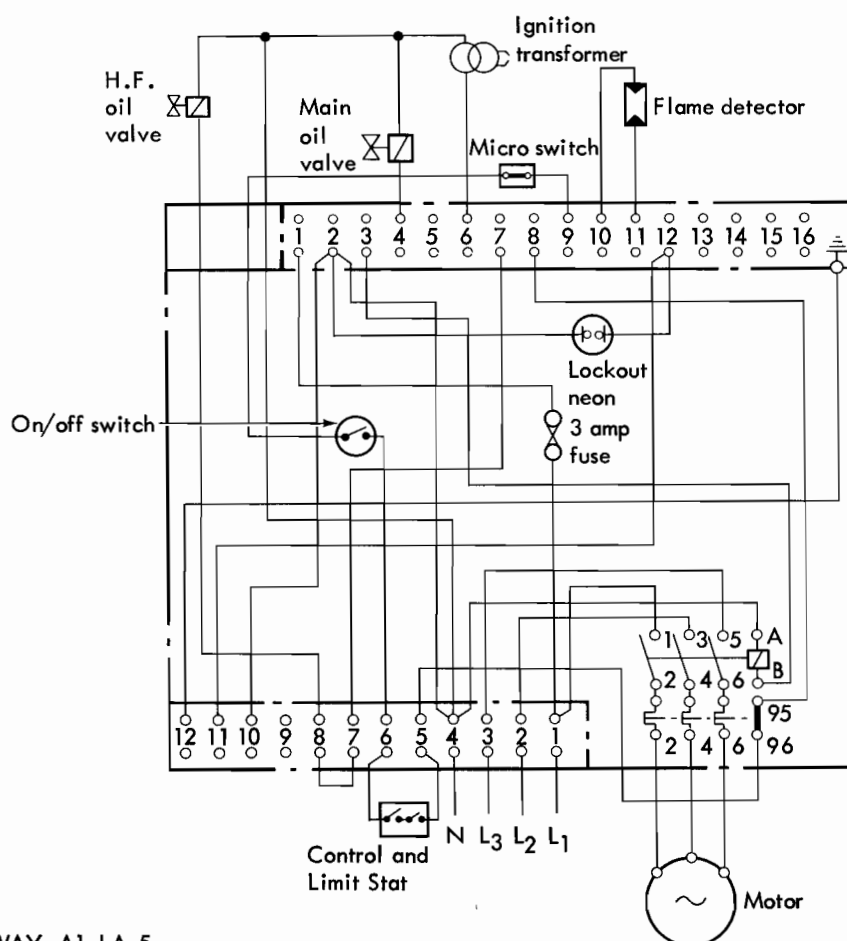 Ignition
transformer
H.F.
oil
valve
Main
oil
valve
Flame detector
Micro switch
1 2 3 4 5 6 7 8 9 10 11 12 13 14 15 16
Lockout
neon
On/off switch
3 amp
fuse
1 3 5 A
2 4 6 B
95
12 11 10 9 8 7 6 5 4 3 2 1
2 4 6 96
N L3 L2 L1
Control and
Limit Stat
Motor